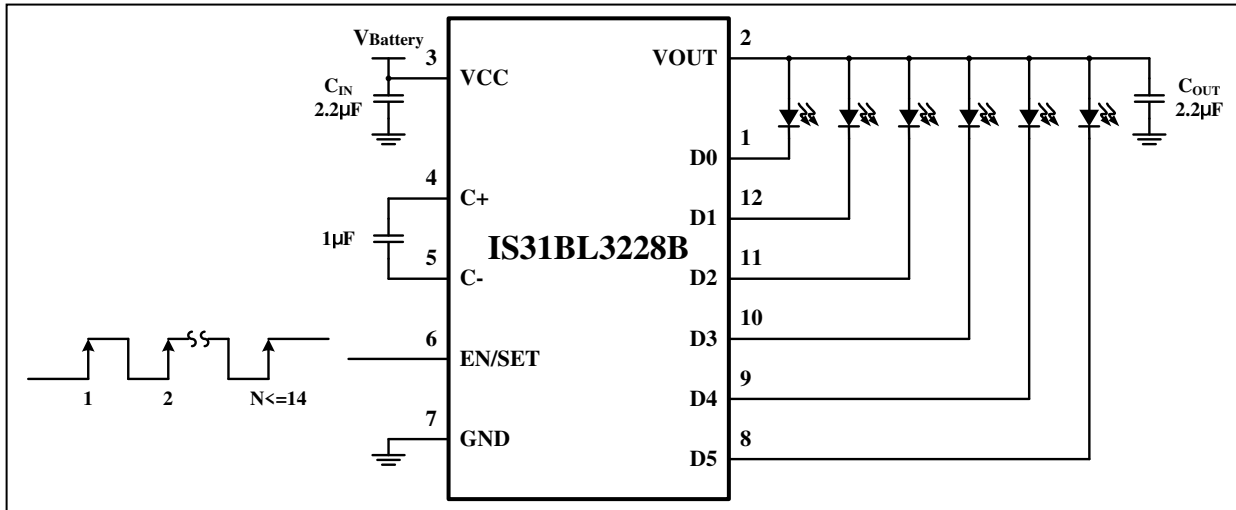 VBattery
3
VCC
CIN
2.2µF
4
C+
1µF
5
C-
IS31BL3228B
6
EN/SET
1 2 N<=14
7
GND
2
VOUT
COUT
2.2µF
1
D0
12
D1
11
D2
10
D3
9
D4
8
D5